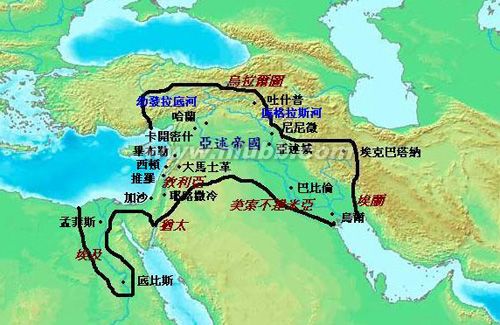 烏拉爾圖
幼發拉底河
吐什普
底格拉斯河
哈蘭
尼尼微
卡開密什
亞述帝國
亞述
畢布勒
埃克巴塔納
西頓
大馬士革
推羅
敘利亞
巴比倫
埃蘭
加沙
耶路撒冷
美索不達米亞
烏爾
孟菲斯
猶太
埃及
底比斯